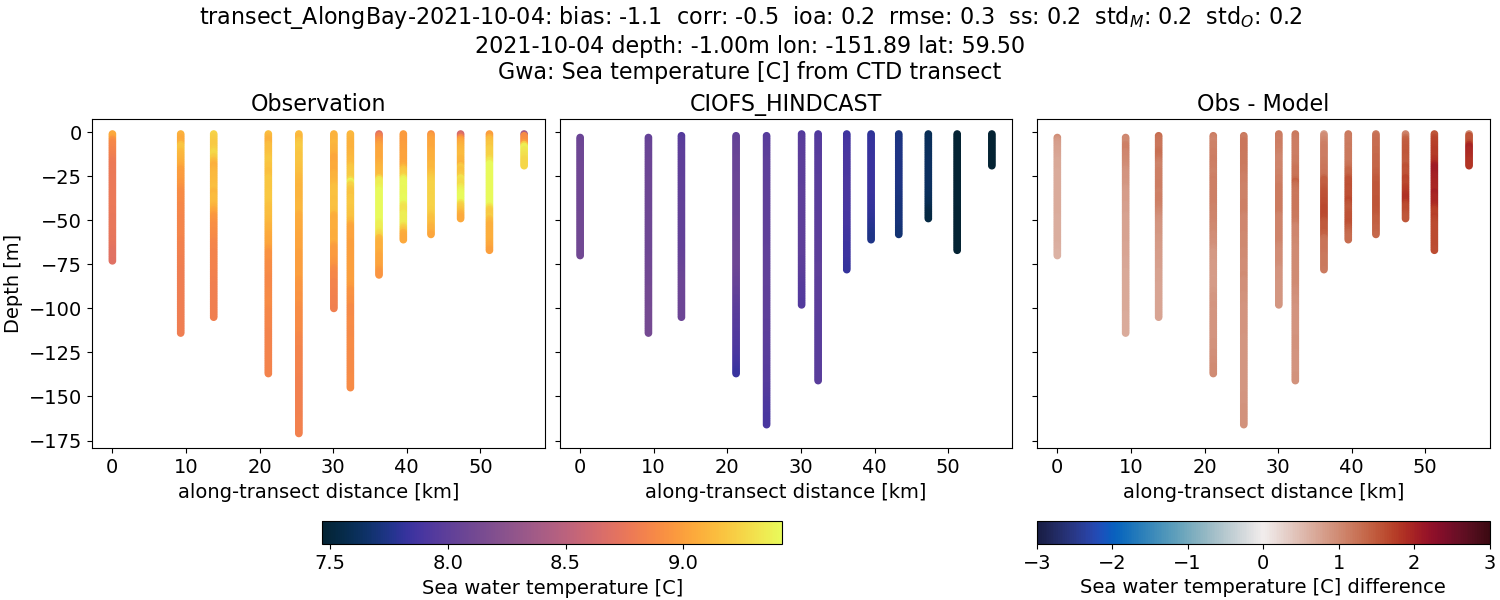 transect_AlongBay-2021-10-04: bias: -1.1 corr: -0.5 ioa: 0.2 rmse: 0.3 ss: 0.2 std_M: 0.2 std_O: 0.2
2021-10-04 depth: -1.00m lon: -151.89 lat: 59.50
Gwa: Sea temperature [C] from CTD transect
Observation CIOFS_HINDCAST Obs - Model
0
−25
−50
−75
−100
−125
−150
−175
Depth [m]
0 10 20 30 40 50 0 10 20 30 40 50 0 10 20 30 40 50
along-transect distance [km] along-transect distance [km] along-transect distance [km]
7.5 8.0 8.5 9.0 −3 −2 −1 0 1 2 3
Sea water temperature [C] Sea water temperature [C] difference